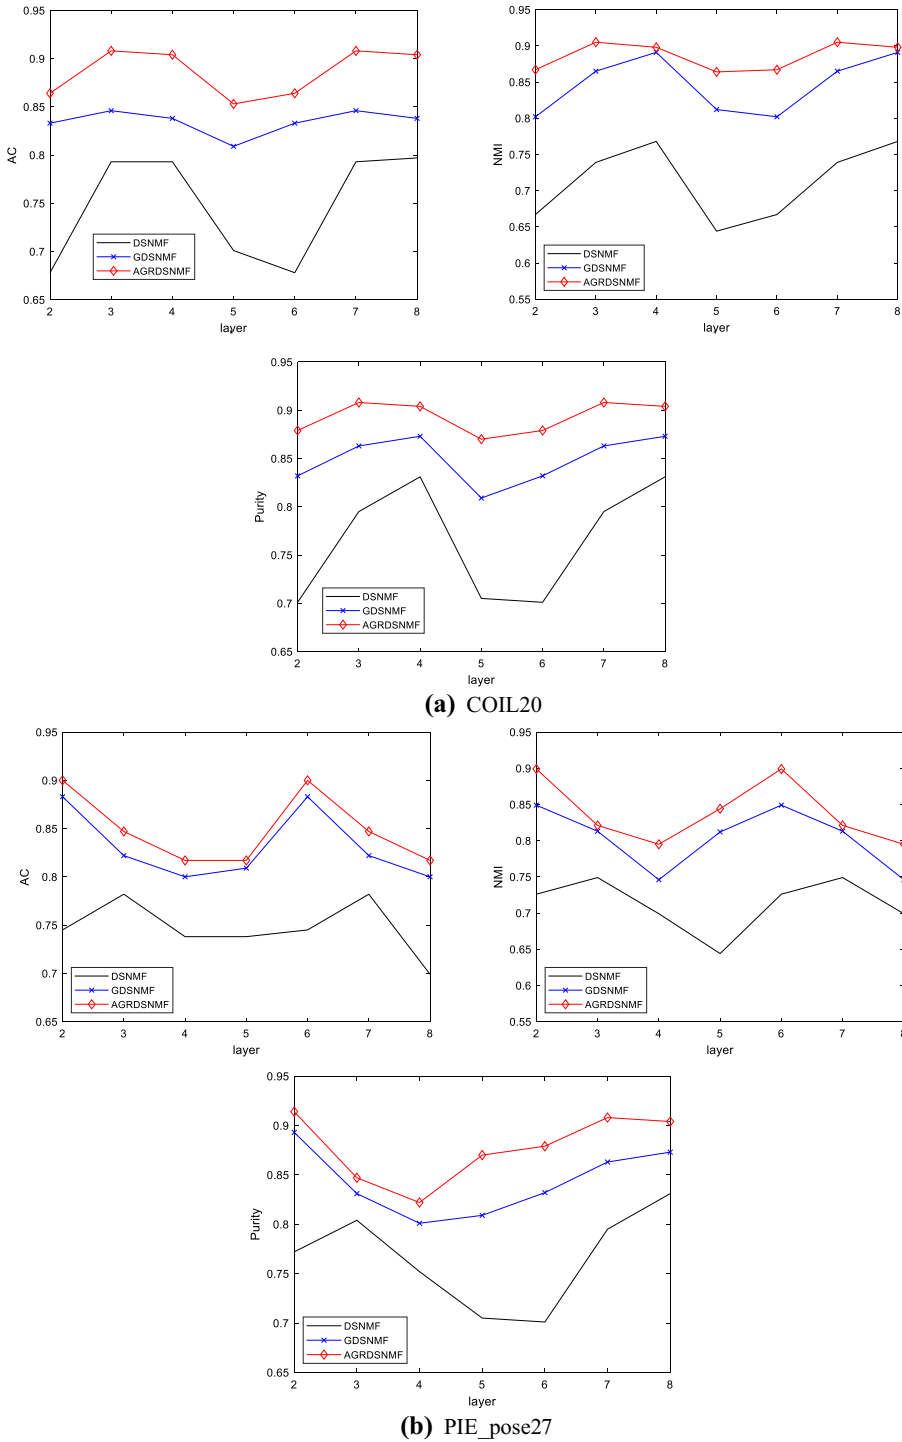 0.95
0.9
0.85
0.8
0.75
0.7
0.65
AC
DSNMF
GDSNMF
AGRDSNMF
2 3 4 5 6 7 8
layer
0.95
0.9
0.85
0.8
0.75
0.7
0.65
0.6
0.55
NMI
DSNMF
GDSNMF
AGRDSNMF
2 3 4 5 6 7 8
layer
0.95
0.9
0.85
0.8
0.75
0.7
0.65
Purity
DSNMF
GDSNMF
AGRDSNMF
2 3 4 5 6 7 8
layer
(a) COIL20
0.95
0.9
0.85
0.8
0.75
0.7
0.65
AC
DSNMF
GDSNMF
AGRDSNMF
2 3 4 5 6 7 8
layer
0.95
0.9
0.85
0.8
0.75
0.7
0.65
0.6
0.55
NMI
DSNMF
GDSNMF
AGRDSNMF
2 3 4 5 6 7 8
layer
0.95
0.9
0.85
0.8
0.75
0.7
0.65
Purity
DSNMF
GDSNMF
AGRDSNMF
2 3 4 5 6 7 8
layer
(b) PIE_pose27